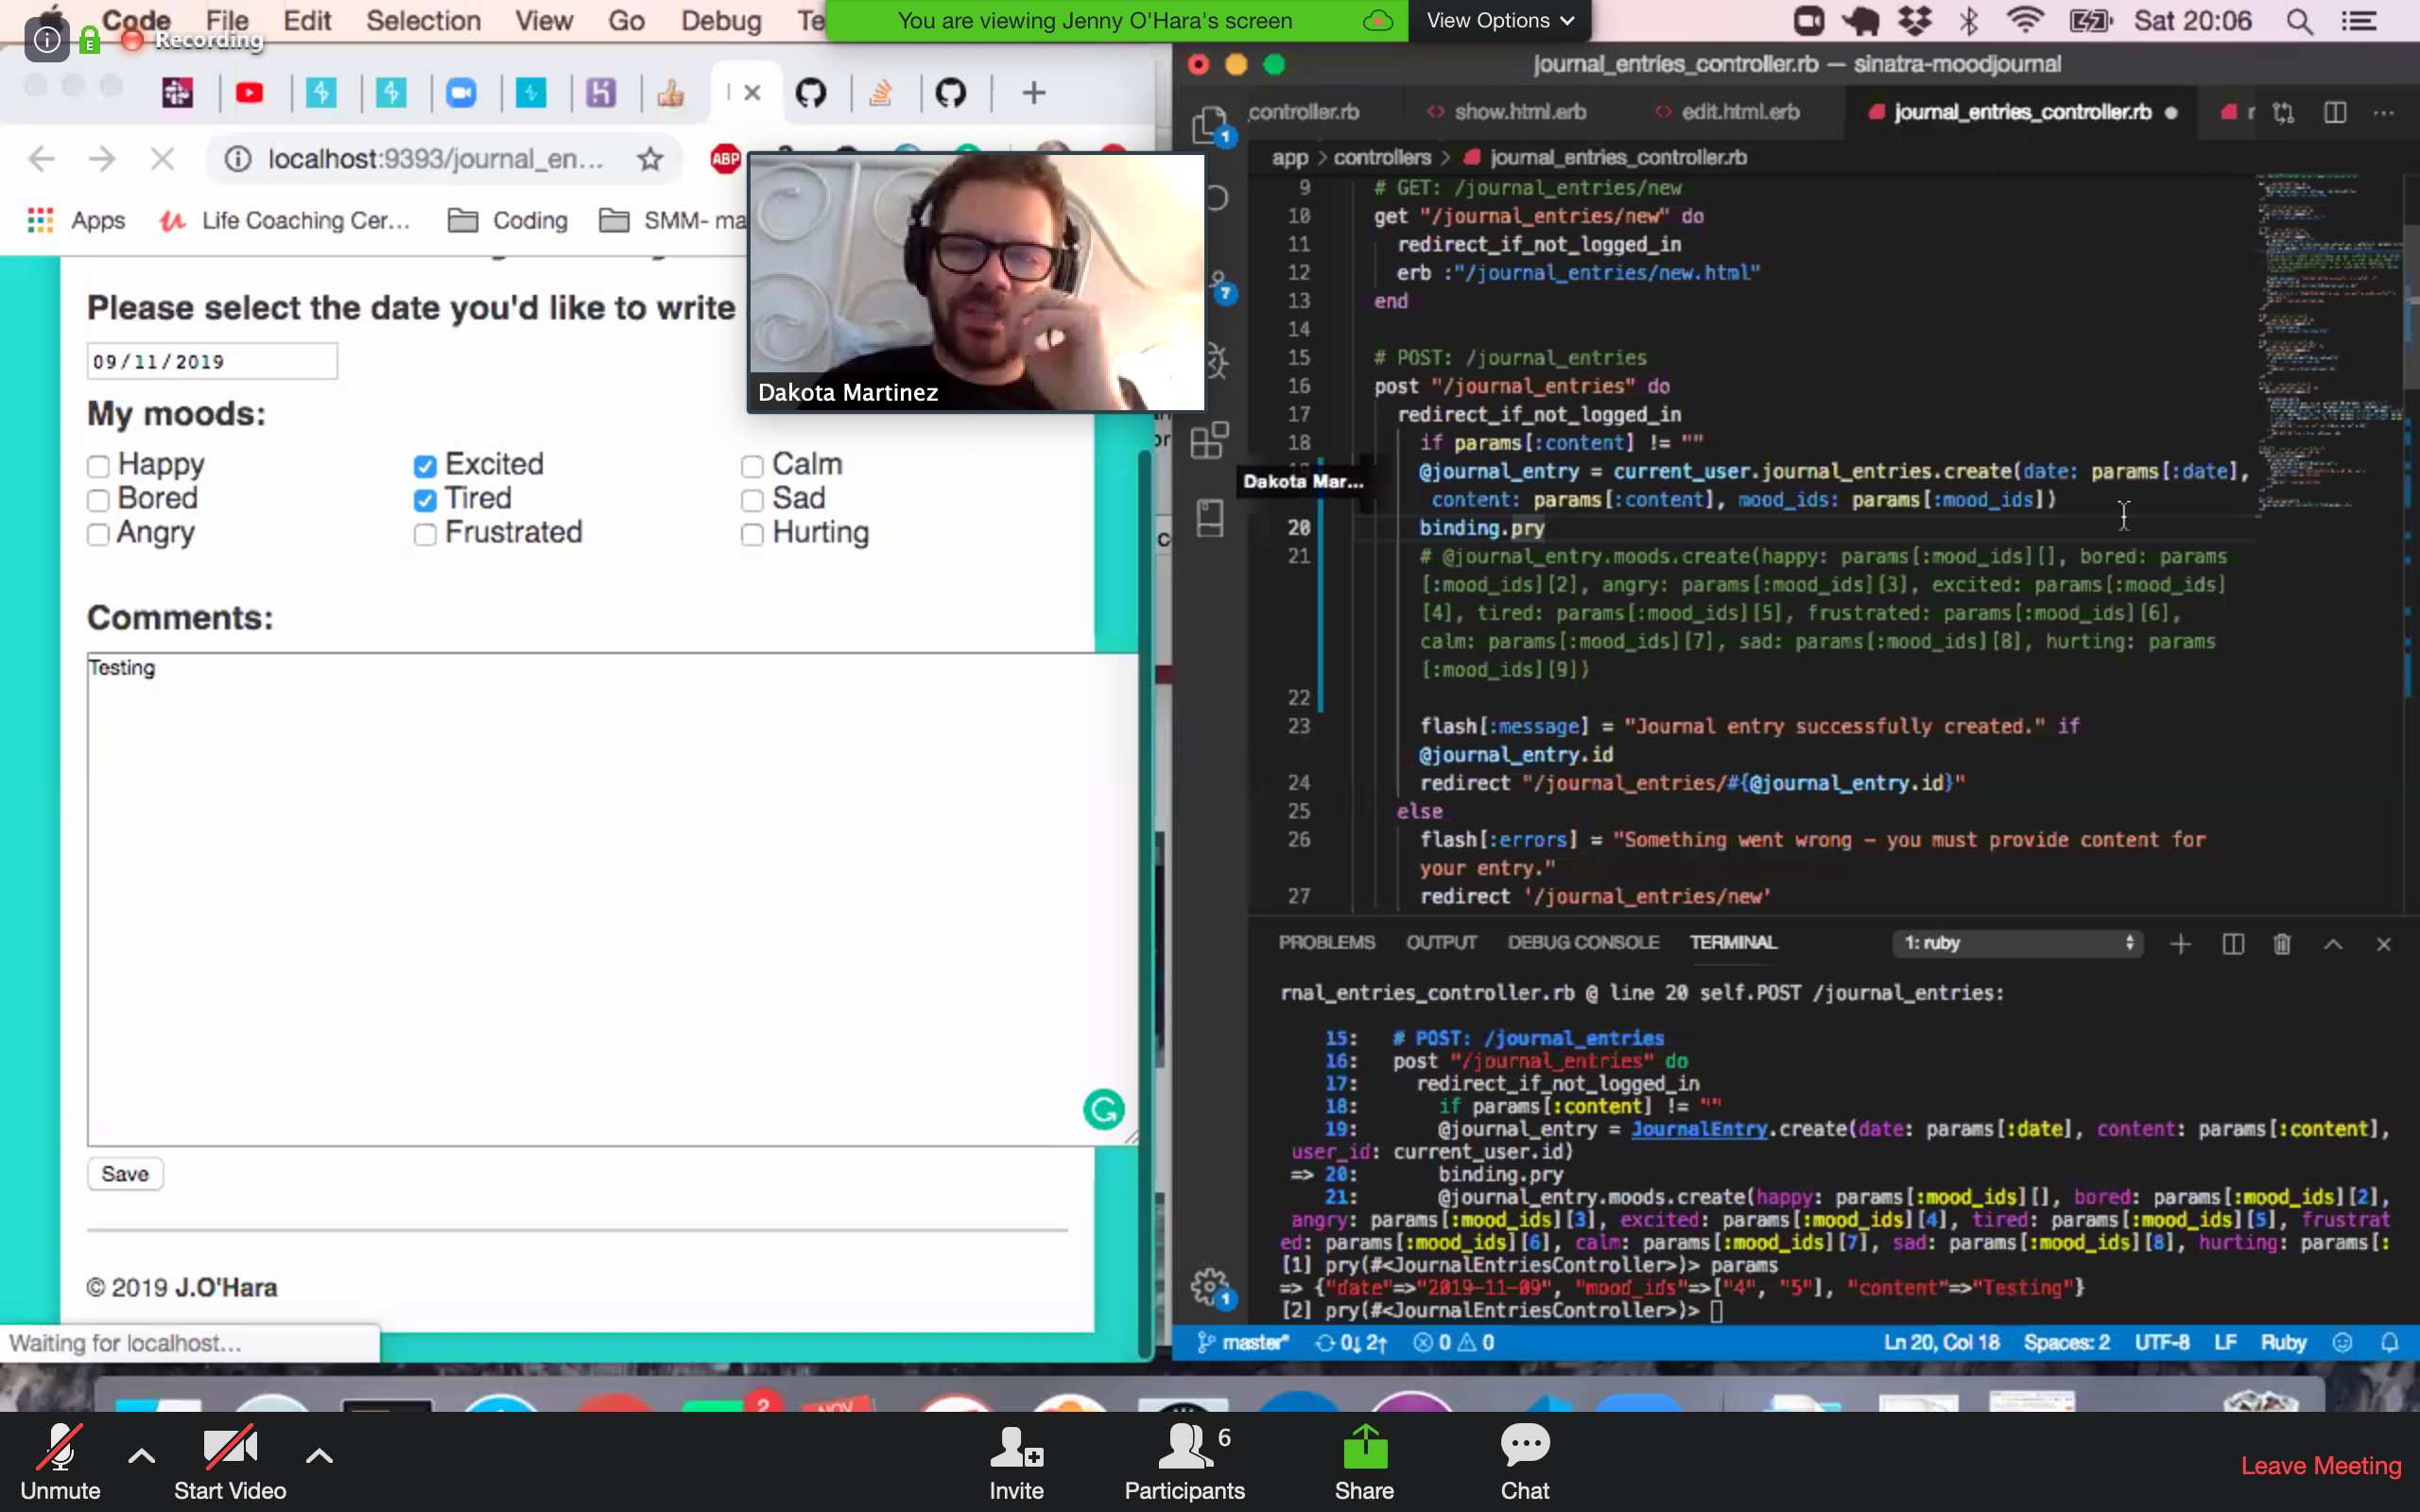 Code File Edit Selection View Go Debug Te
You are viewing Jenny O'Hara's screen
View Options
Sat 20:06
Recording
localhost:9393/journal_en...
ABP
Apps
Life Coaching Cer...
Coding
SMM- ma
Please select the date you'd like to write
09/11/2019
My moods:
Happy Excited Calm
Bored Tired Sad
Angry Frustrated Hurting
Comments:
Testing
Save
© 2019 J.O'Hara
Waiting for localhost...
Dakota Martinez
Dakota Mar...
journal_entries_controller.rb — sinatra-moodjournal
_controller.rb
show.html.erb
edit.html.erb
journal_entries_controller.rb
app > controllers > journal_entries_controller.rb
1
7
9 # GET: /journal_entries/new
10 get "/journal_entries/new" do
11 redirect_if_not_logged_in
12 erb :"/journal_entries/new.html"
13 end
14
15 # POST: /journal_entries
16 post "/journal_entries" do
17 redirect_if_not_logged_in
18 if params[:content] != ""
@journal_entry = current_user.journal_entries.create(date: params[:date],
content: params[:content], mood_ids: params[:mood_ids])
20 binding.pry
21 # @journal_entry.moods.create(happy: params[:mood_ids][], bored: params
[:mood_ids][2], angry: params[:mood_ids][3], excited: params[:mood_ids]
[4], tired: params[:mood_ids][5], frustrated: params[:mood_ids][6],
calm: params[:mood_ids][7], sad: params[:mood_ids][8], hurting: params
[:mood_ids][9])
22
23 flash[:message] = "Journal entry successfully created." if
@journal_entry.id
24 redirect "/journal_entries/#{@journal_entry.id}"
25 else
26 flash[:errors] = "Something went wrong – you must provide content for
your entry."
27 redirect '/journal_entries/new'
PROBLEMS OUTPUT DEBUG CONSOLE TERMINAL
1: ruby
rnal_entries_controller.rb @ line 20 self.POST /journal_entries:
15: # POST: /journal_entries
16: post "/journal_entries" do
17: redirect_if_not_logged_in
18: if params[:content] != ""
19: @journal_entry = JournalEntry.create(date: params[:date], content: params[:content],
user_id: current_user.id)
=> 20: binding.pry
21: @journal_entry.moods.create(happy: params[:mood_ids][], bored: params[:mood_ids][2],
angry: params[:mood_ids][3], excited: params[:mood_ids][4], tired: params[:mood_ids][5], frustrat
ed: params[:mood_ids][6], calm: params[:mood_ids][7], sad: params[:mood_ids][8], hurting: params[:
[1] pry(#<JournalEntriesController>)> params
=> {"date"=>"2019-11-09", "mood_ids"=>["4", "5"], "content"=>"Testing"}
[2] pry(#<JournalEntriesController>)>
1
master* 0↓ 2↑ 0 0
Ln 20, Col 18 Spaces: 2 UTF-8 LF Ruby
2
NOV
Unmute
Start Video
Invite
6
Participants
Share
Chat
Leave Meeting